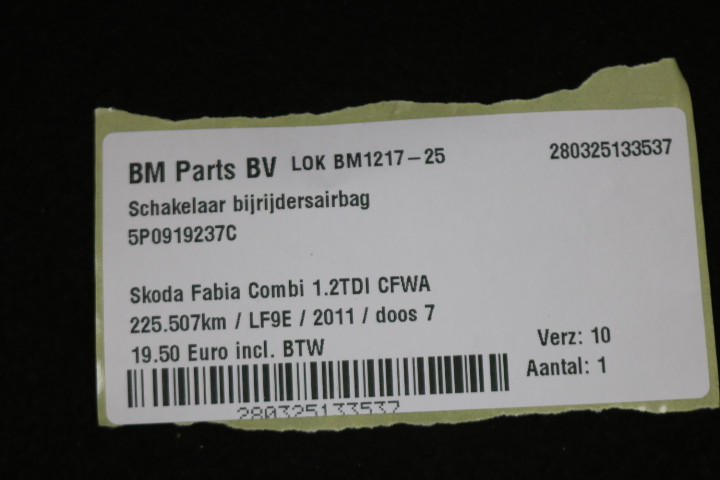 BM Parts BV LOK BM1217-25 280325133537
Schakelaar bijrijdersairbag
5P0919237C
Skoda Fabia Combi 1.2TDI CFWA
225.507km / LF9E / 2011 / doos 7
19.50 Euro incl. BTW
Verz: 10
Aantal: 1
280325133537